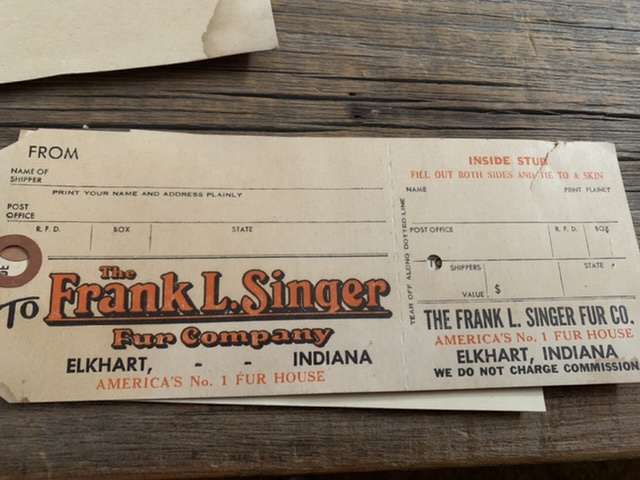 FROM
NAME OF
SHIPPER
PRINT YOUR NAME AND ADDRESS PLAINLY
POST
OFFICE
R. F. D. BOX STATE
TO
The
Frank L. Singer
Fur Company
ELKHART, - - INDIANA
AMERICA'S No. 1 FUR HOUSE
TEAR OFF ALONG DOTTED LINE
INSIDE STUB
FILL OUT BOTH SIDES AND TIE TO A SKIN
NAME PRINT PLAINLY
POST OFFICE R. F. D. BOX
SHIPPERS STATE
VALUE $
THE FRANK L. SINGER FUR CO.
AMERICA'S No. 1 FUR HOUSE
ELKHART, INDIANA
WE DO NOT CHARGE COMMISSION